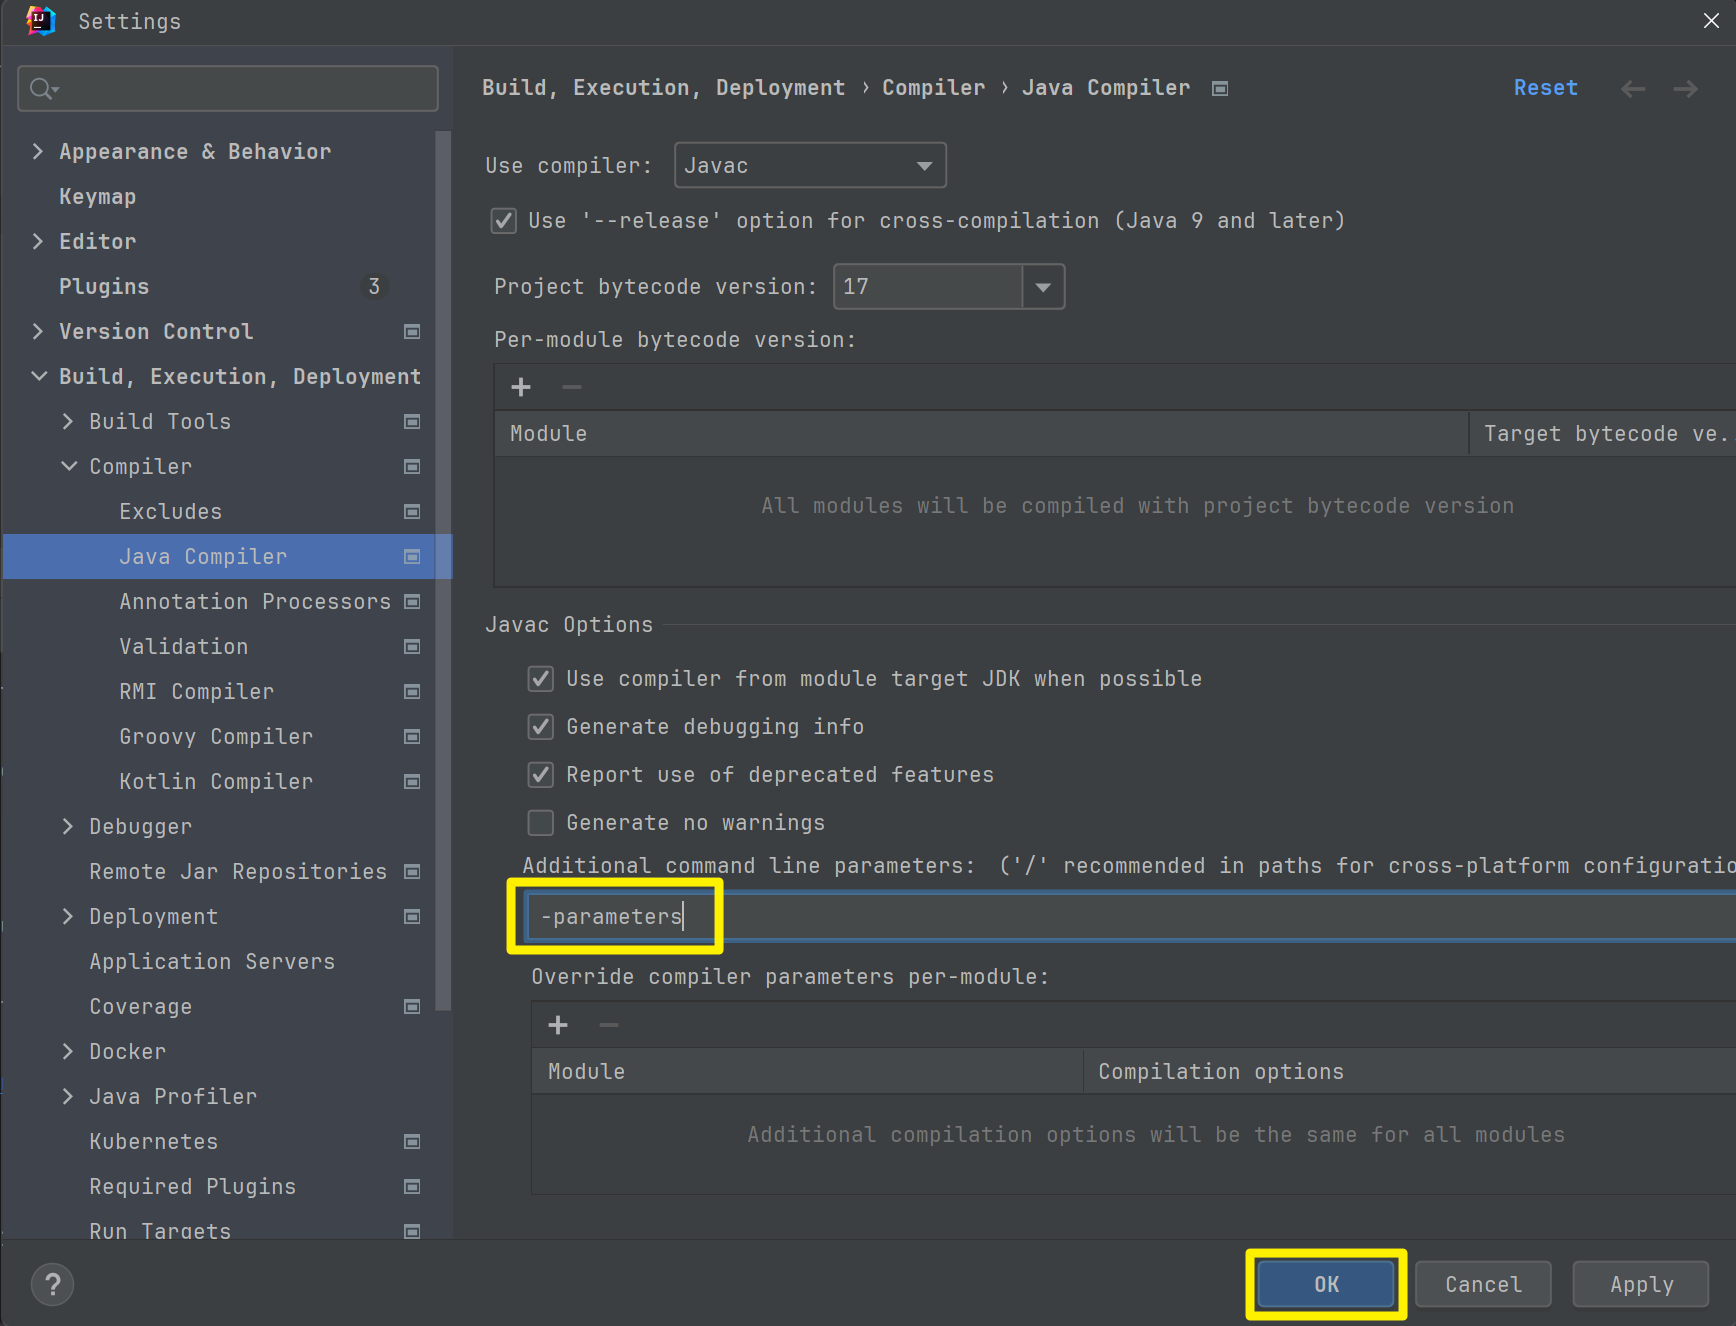 Settings
Build, Execution, Deployment › Compiler › Java Compiler
Reset
Appearance & Behavior
Keymap
Editor
Plugins 3
Version Control
Build, Execution, Deployment
Build Tools
Compiler
Excludes
Java Compiler
Annotation Processors
Validation
RMI Compiler
Groovy Compiler
Kotlin Compiler
Debugger
Remote Jar Repositories
Deployment
Application Servers
Coverage
Docker
Java Profiler
Kubernetes
Required Plugins
Run Targets
Use compiler: Javac
Use '--release' option for cross-compilation (Java 9 and later)
Project bytecode version: 17
Per-module bytecode version:
Module Target bytecode ve..
All modules will be compiled with project bytecode version
Javac Options
Use compiler from module target JDK when possible
Generate debugging info
Report use of deprecated features
Generate no warnings
Additional command line parameters: ('/' recommended in paths for cross-platform configuratio
-parameters
Override compiler parameters per-module:
Module Compilation options
Additional compilation options will be the same for all modules
?
OK Cancel Apply